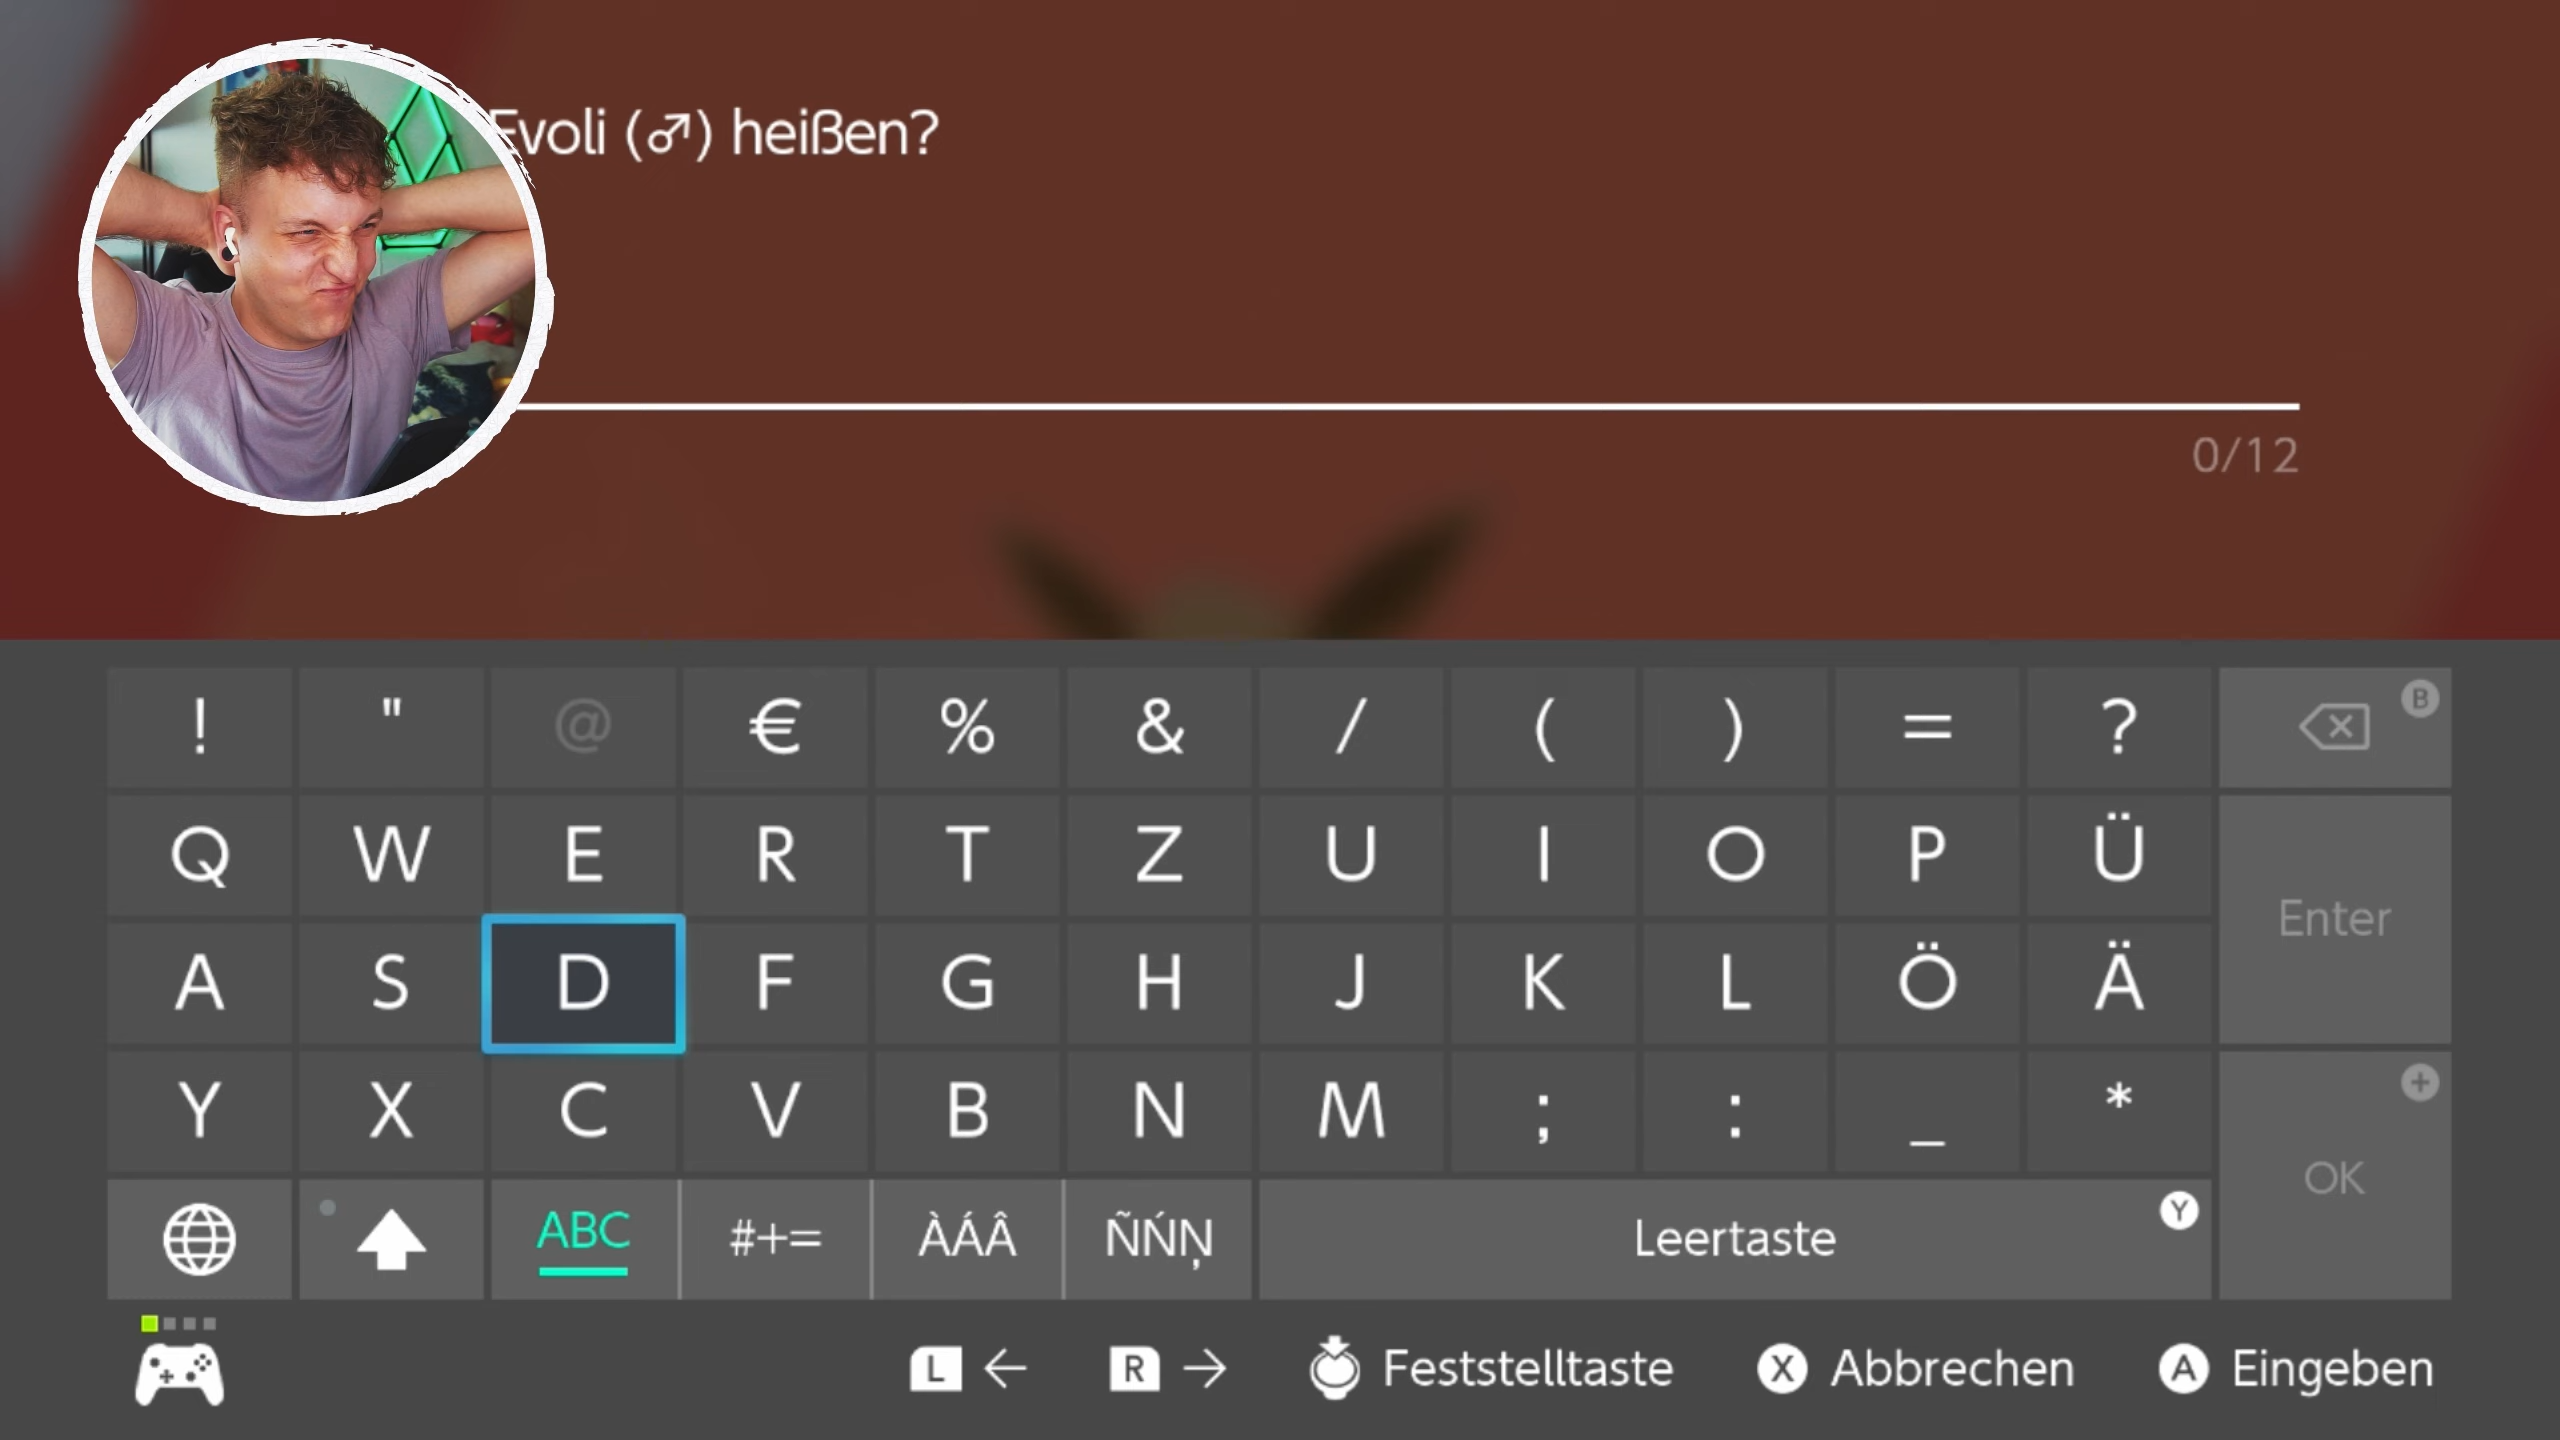 Evoli (♂) heißen?
0/12
! " @ € % & / ( ) = ? B
Q W E R T Z U I O P Ü
Enter
A S D F G H J K L Ö Ä
Y X C V B N M ; : _ * +
OK
ABC #+= ÀÁÂ ÑŃŅ Leertaste Y
L ← R → Feststelltaste X Abbrechen A Eingeben